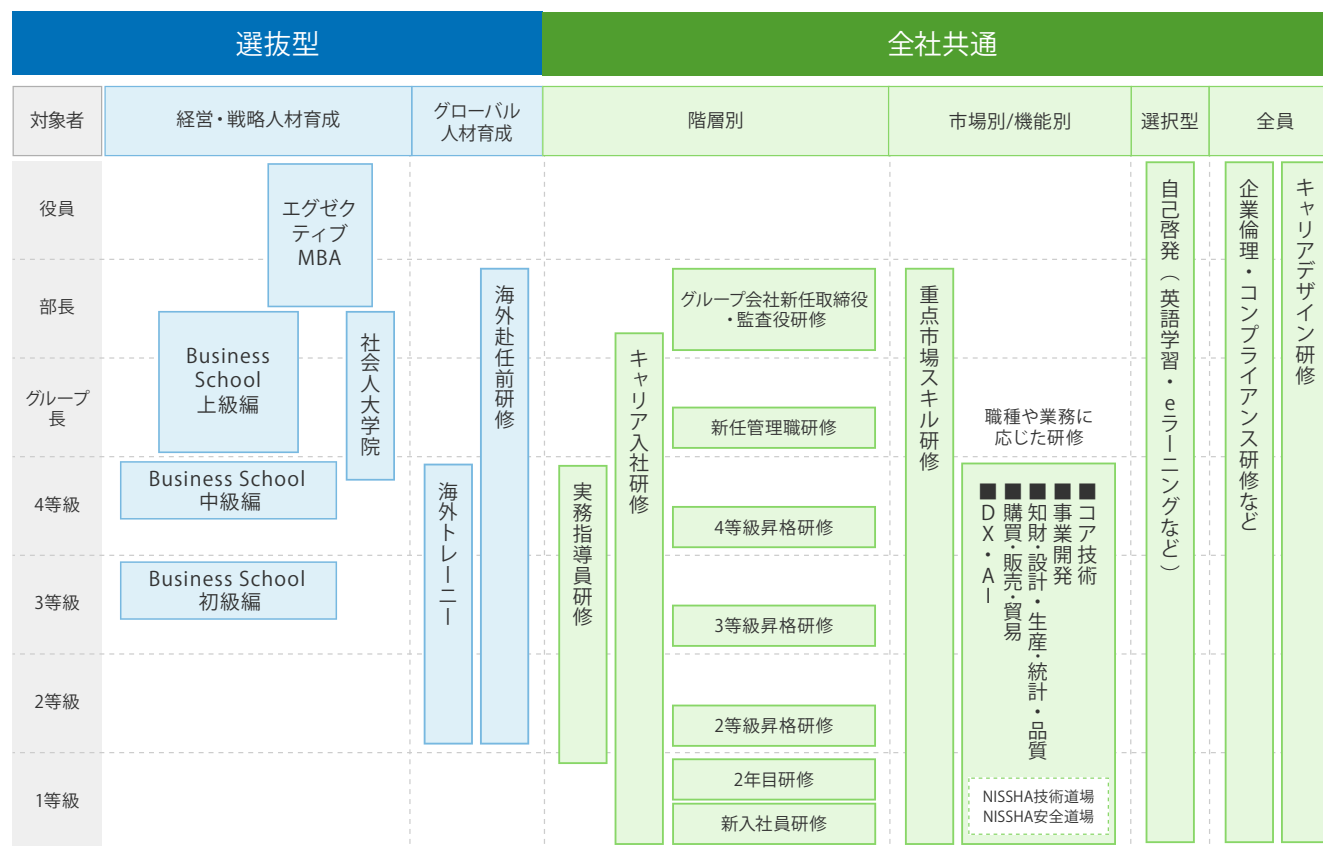 選抜型
全社共通
対象者
経営・戦略人材育成
グローバル
人材育成
階層別
市場別/機能別
選択型
全員
役員
部長
グループ
長
4等級
3等級
2等級
1等級
エグゼク
ティブ
MBA
Business
School
上級編
社会人大学院
Business School
中級編
Business School
初級編
海外トレーニー
海外赴任前研修
実務指導員研修
キャリア入社研修
グループ会社新任取締役
・監査役研修
新任管理職研修
4等級昇格研修
3等級昇格研修
2等級昇格研修
2年目研修
新入社員研修
重点市場スキル研修
職種や業務に
応じた研修
■コア技術
■事業開発
■知財・設計・生産・統計・品質
■購買・販売・貿易
■DX・AI
NISSHA技術道場
NISSHA安全道場
自己啓発（英語学習・eラーニングなど）
企業倫理・コンプライアンス研修など
キャリアデザイン研修